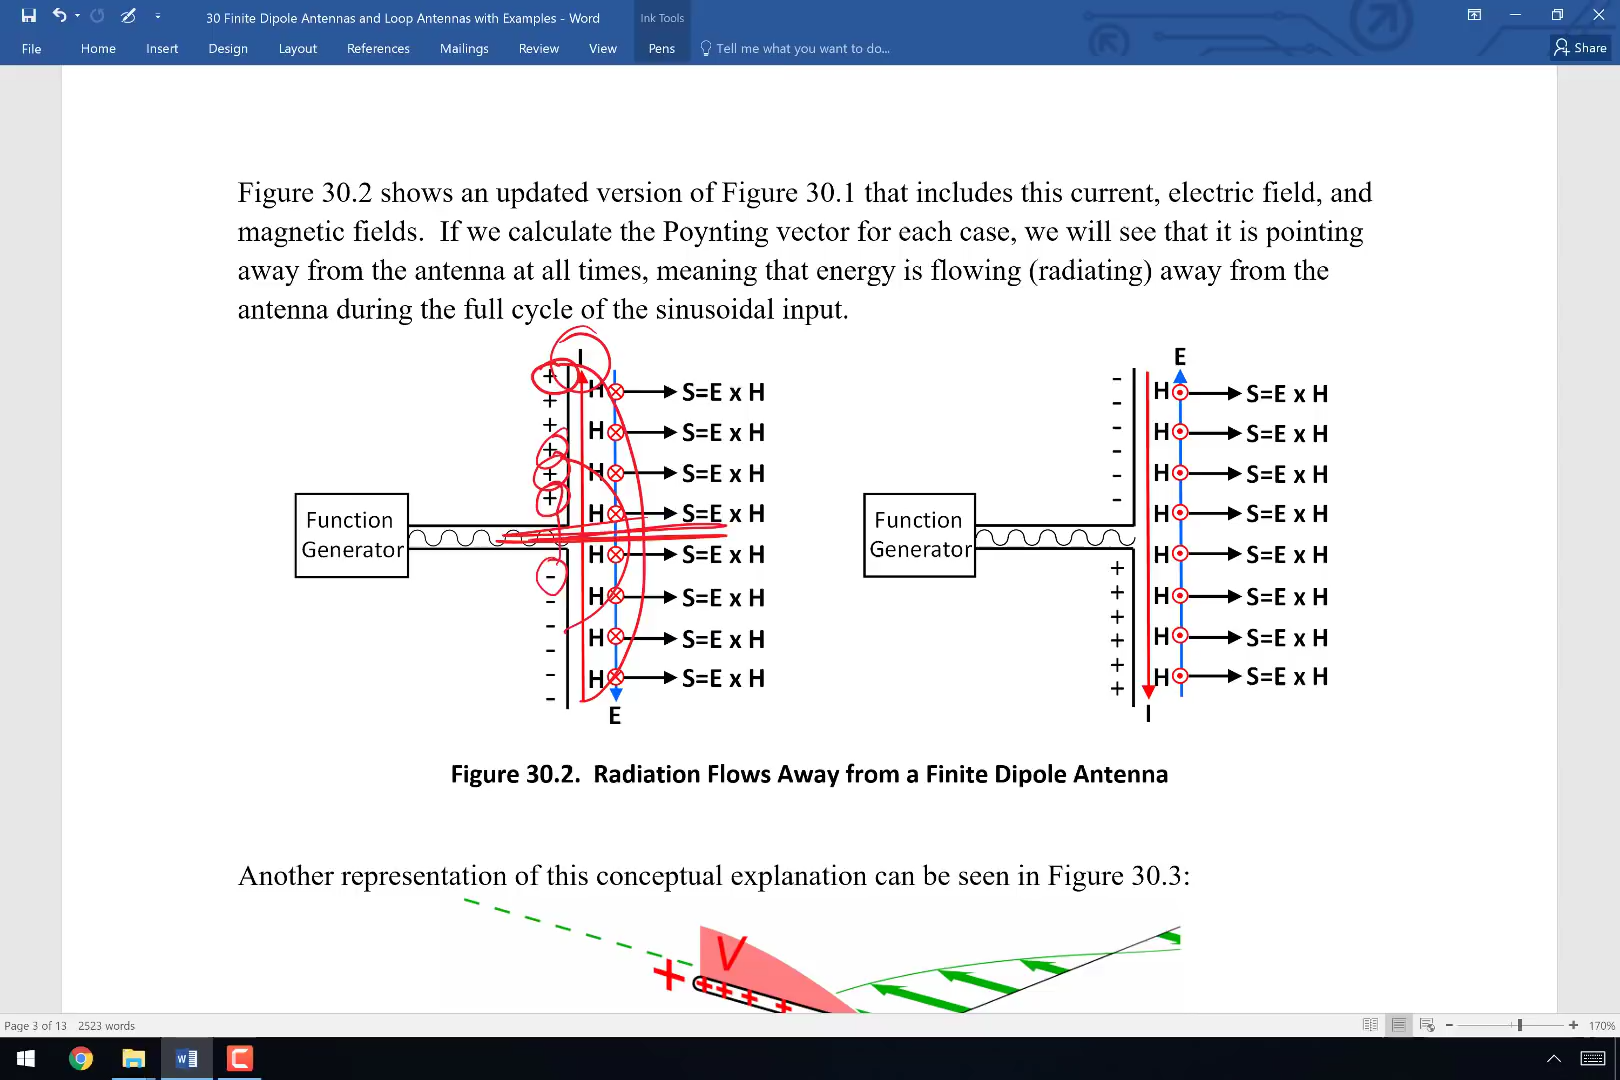 30 Finite Dipole Antennas and Loop Antennas with Examples - Word
Ink Tools
File Home Insert Design Layout References Mailings Review View Pens Tell me what you want to do... Share
Figure 30.2 shows an updated version of Figure 30.1 that includes this current, electric field, and
magnetic fields. If we calculate the Poynting vector for each case, we will see that it is pointing
away from the antenna at all times, meaning that energy is flowing (radiating) away from the
antenna during the full cycle of the sinusoidal input.
I
+ H S=E x H
+
+ H S=E x H
+
+ H S=E x H
+
H S=E x H
Function
Generator
H S=E x H
-
- H S=E x H
-
- H S=E x H
-
- H S=E x H
E
E
- H S=E x H
-
- H S=E x H
-
- H S=E x H
-
H S=E x H
Function
Generator
H S=E x H
+
+ H S=E x H
+
+ H S=E x H
+
+ H S=E x H
I
Figure 30.2. Radiation Flows Away from a Finite Dipole Antenna
Another representation of this conceptual explanation can be seen in Figure 30.3:
V
+
+ + + +
Page 3 of 13 2523 words
- + 170%